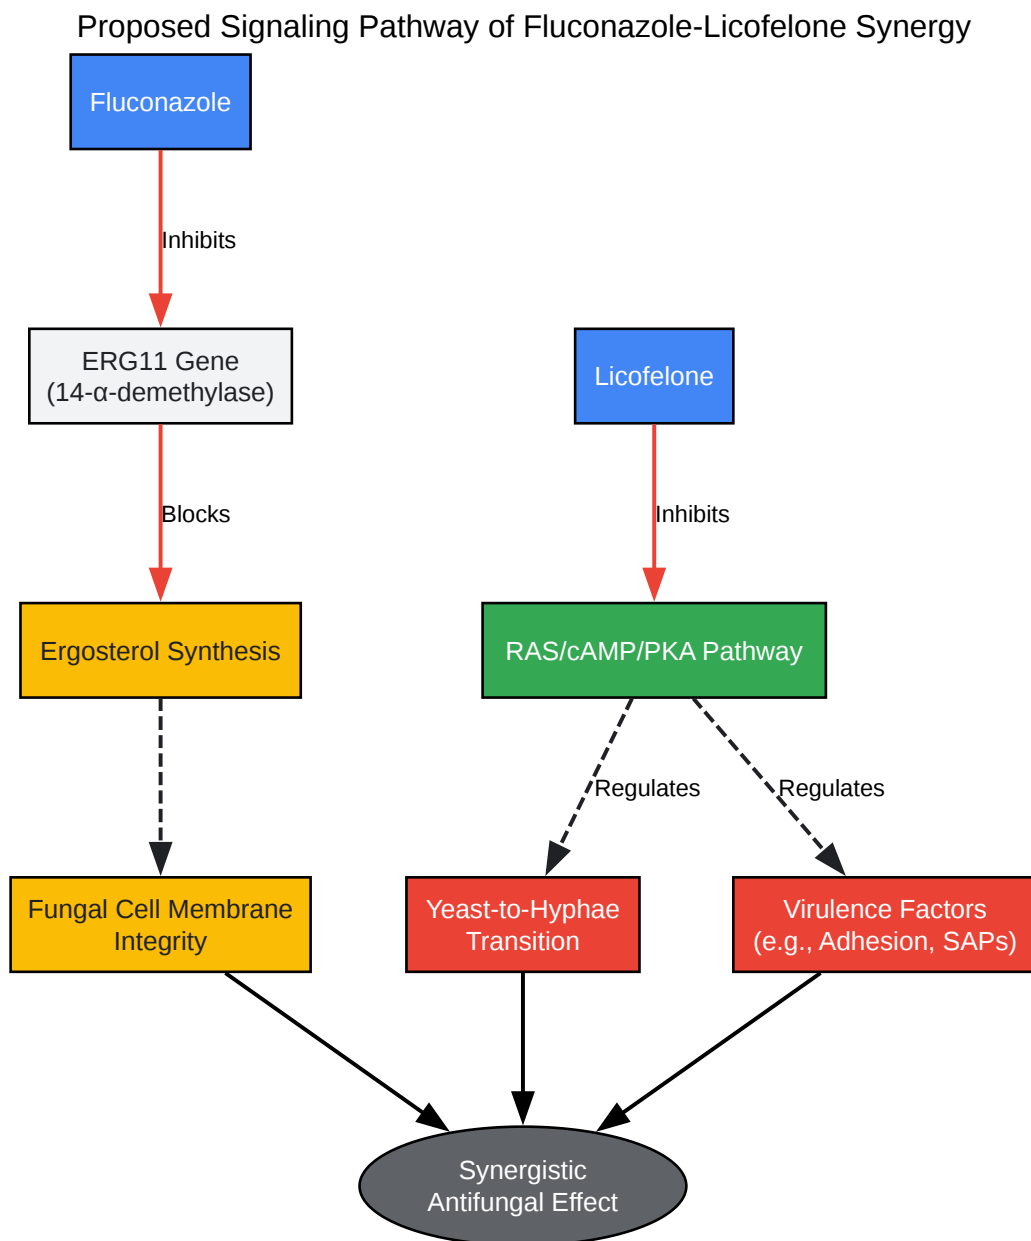 Proposed Signaling Pathway of Fluconazole-Licofelone Synergy
Fluconazole
Inhibits
ERG11 Gene
(14-α-demethylase)
Licofelone
Blocks
Inhibits
Ergosterol Synthesis
RAS/cAMP/PKA Pathway
Regulates
Regulates
Fungal Cell Membrane
Integrity
Yeast-to-Hyphae
Transition
Virulence Factors
(e.g., Adhesion, SAPs)
Synergistic
Antifungal Effect